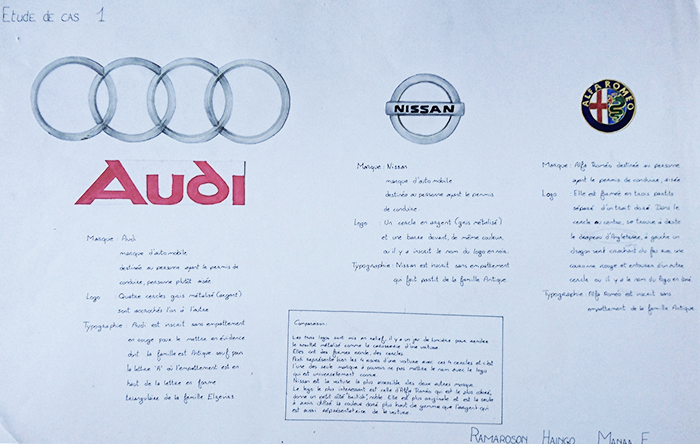 ETUDE DE CAS 1
Audi
NISSAN
ALFA ROMEO
Marque : Audi
marque d'automobile
destinée au personne ayant le permis de
conduire, personne plutôt aisée
Logo : Quatre cercles gris métalisé (argent)
sont accrochés l'un à l'autre
Typographie : Audi est inscrit sans empattement
en rouge pour le mettre en évidence
dont la famille est Antique sauf pour
la lettre "A" où l'empattement est en
haut de la lettre en forme
triangulaire de la famille Elzevirs
Marque : Nissan
marque d'automobile
destinée au personne ayant le permis
de conduire
Logo : Un cercle en argent (gris métalisé)
et une barre devant, de même couleur,
ou il y a inscrit le nom du logo en noir
Typographie : Nissan est inscrit sans empattement
qui fait partit de la famille Antique.
Marque : Alfa Roméo destinée au personne
ayant le permis de conduire, aisée
Logo : Elle est formée en trois partits
séparé d'un trait doré. Dans le
cercle au centre, se trouve à droite
le drapeau d'Angleterre, à gauche un
dragon vert crachant du feu avec une
couronne rouge et entourer d'un autre
cercle ou il y a le nom du logo en doré
Typographie : Alfa Roméo est inscrit sans
empattement de la famille Antique
Comparaison :
Les trois logos sont mis en relief, il y a un jeu de lumière pour rendre
la réalité métalisé comme la carosserie d'une voiture.
Elles ont des formes ronde, des cercles.
Audi représente bien les 4 roues d'une voiture avec ces 4 cercles et c'est
l'une des seule marque à pouvoir ne pas mettre le nom avec le logo
qui est universellement connue.
Nissan est la voiture la plus accessible des deux autres marque.
Le logo le plus intéressant est celle d'Alfa Roméo qui est le plus coloré,
donne un petit côté british, noble. Elle est plus originale et est la seule
à avoir utilisé la couleur doré plus haut de gamme que l'argent qui
est aussi représentataire de la voiture.
RAMAROSON HAINGO MANAA E